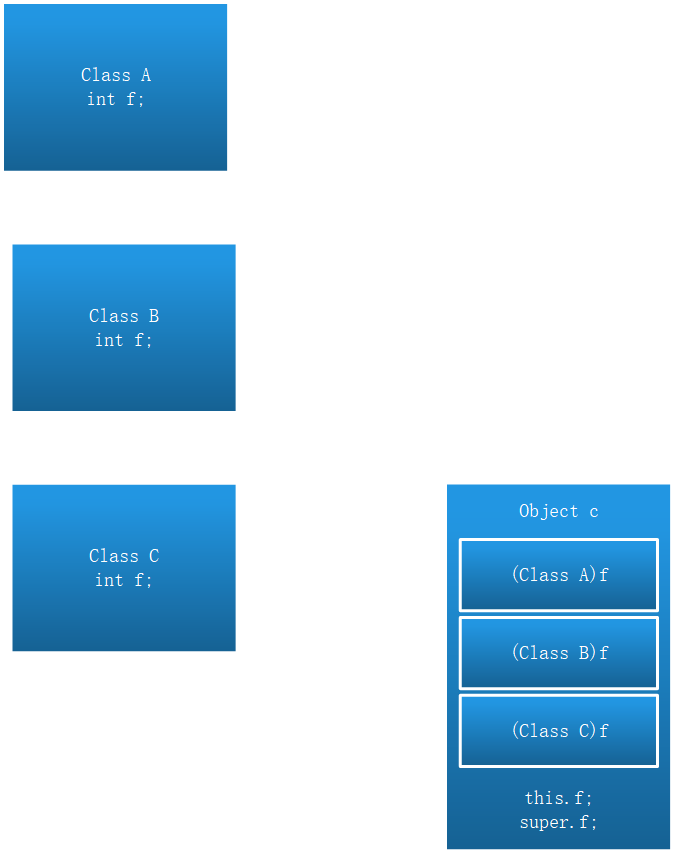 Class A
int f;
Class B
int f;
Class C
int f;
Object c
(Class A)f
(Class B)f
(Class C)f
this.f;
super.f;